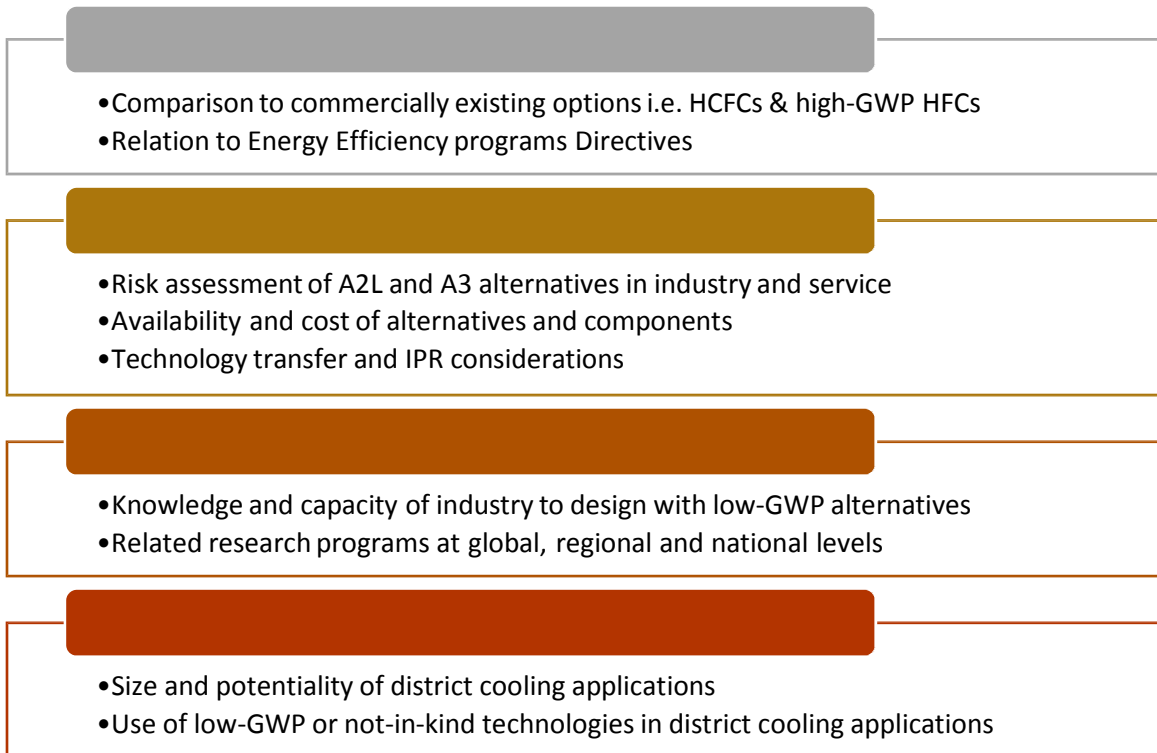 •Comparison to commercially existing options i.e. HCFCs & high-GWP HFCs
•Relation to Energy Efficiency programs Directives
•Risk assessment of A2L and A3 alternatives in industry and service
•Availability and cost of alternatives and components
•Technology transfer and IPR considerations
•Knowledge and capacity of industry to design with low-GWP alternatives
•Related research programs at global, regional and national levels
•Size and potentiality of district cooling applications
•Use of low-GWP or not-in-kind technologies in district cooling applications